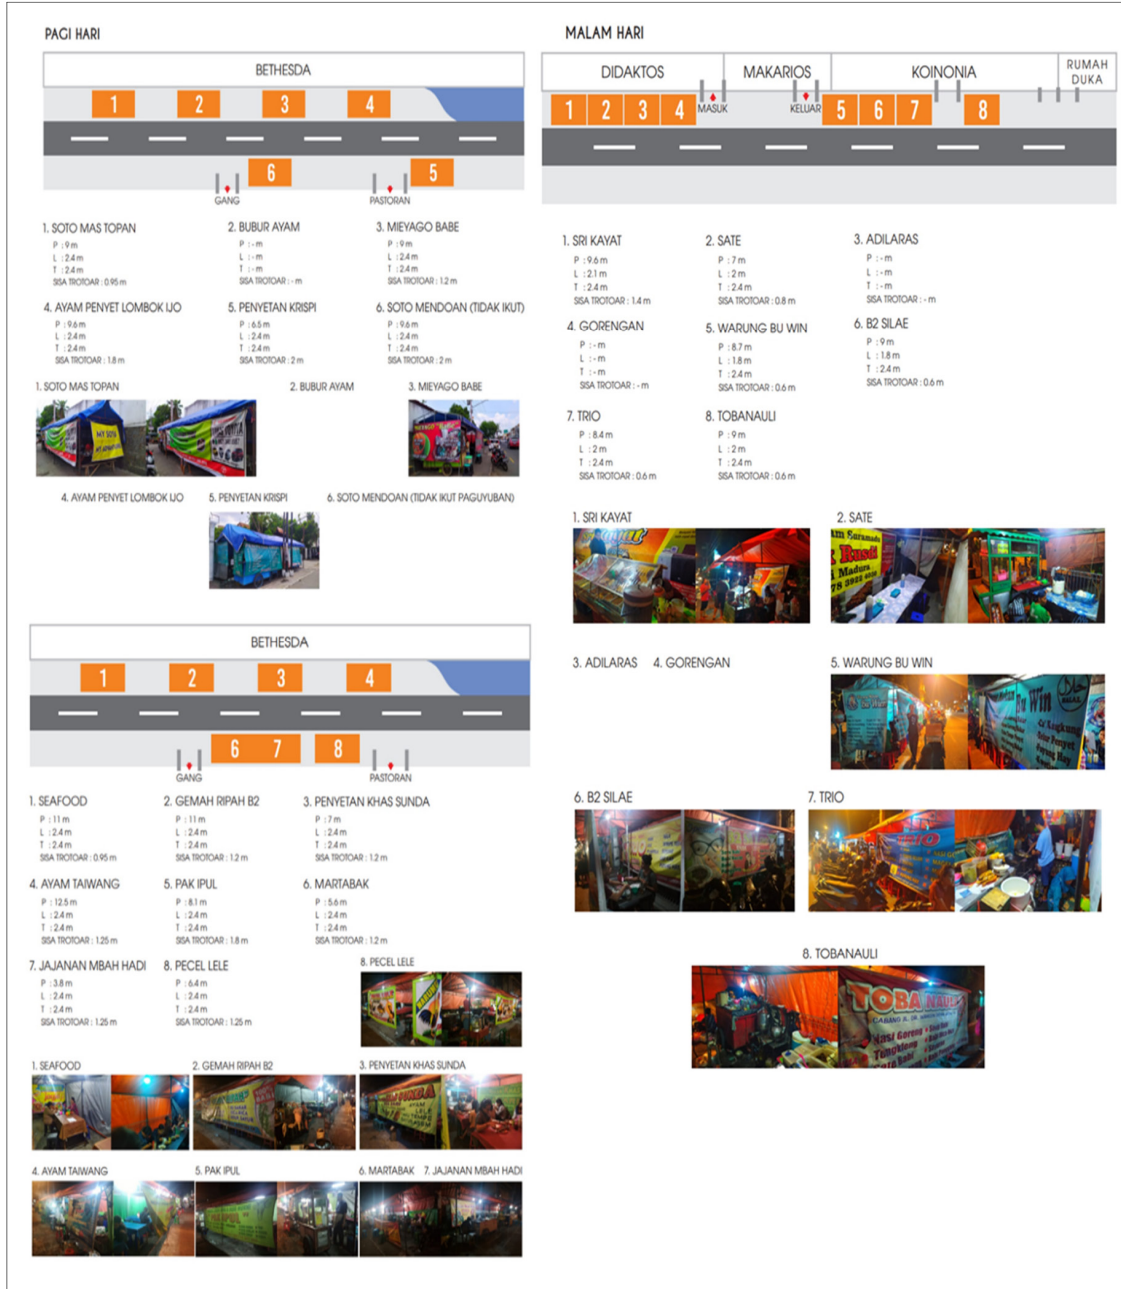 PAGI HARI
BETHESDA
1
2
3
4
6
5
GANG
PASTORAN
1. SOTO MAS TOPAN
P : 9 m
L : 2.4 m
T : 2.4 m
SISA TROTOAR : 0.95 m
2. BUBUR AYAM
P : - m
L : - m
T : - m
SISA TROTOAR : - m
3. MIEYAGO BABE
P : 9 m
L : 2.4 m
T : 2.4 m
SISA TROTOAR : 1.2 m
4. AYAM PENYET LOMBOK IJO
P : 9.6 m
L : 2.4 m
T : 2.4 m
SISA TROTOAR : 1.8 m
5. PENYETAN KRISPI
P : 6.5 m
L : 2.4 m
T : 2.4 m
SISA TROTOAR : 2 m
6. SOTO MENDOAN (TIDAK IKUT)
P : 9.6 m
L : 2.4 m
T : 2.4 m
SISA TROTOAR : 2 m
1. SOTO MAS TOPAN
2. BUBUR AYAM
3. MIEYAGO BABE
4. AYAM PENYET LOMBOK IJO
5. PENYETAN KRISPI
6. SOTO MENDOAN (TIDAK IKUT PAGUYUBAN)
BETHESDA
1
2
3
4
6
7
8
GANG
PASTORAN
1. SEAFOOD
P : 11 m
L : 2.4 m
T : 2.4 m
SISA TROTOAR : 0.95 m
2. GEMAH RIPAH B2
P : 11 m
L : 2.4 m
T : 2.4 m
SISA TROTOAR : 1.2 m
3. PENYETAN KHAS SUNDA
P : 7 m
L : 2.4 m
T : 2.4 m
SISA TROTOAR : 1.2 m
4. AYAM TAIWANG
P : 12.5 m
L : 2.4 m
T : 2.4 m
SISA TROTOAR : 1.25 m
5. PAK IPUL
P : 8.1 m
L : 2.4 m
T : 2.4 m
SISA TROTOAR : 1.8 m
6. MARTABAK
P : 5.6 m
L : 2.4 m
T : 2.4 m
SISA TROTOAR : 1.2 m
7. JAJANAN MBAH HADI
P : 3.8 m
L : 2.4 m
T : 2.4 m
SISA TROTOAR : 1.25 m
8. PECEL LELE
P : 6.4 m
L : 2.4 m
T : 2.4 m
SISA TROTOAR : 1.25 m
8. PECEL LELE
1. SEAFOOD
2. GEMAH RIPAH B2
3. PENYETAN KHAS SUNDA
4. AYAM TAIWANG
5. PAK IPUL
6. MARTABAK
7. JAJANAN MBAH HADI
MALAM HARI
DIDAKTOS
MAKARIOS
KOINONIA
RUMAH
DUKA
1
2
3
4
MASUK
KELUAR
5
6
7
8
1. SRI KAYAT
P : 9.6 m
L : 2.1 m
T : 2.4 m
SISA TROTOAR : 1.4 m
2. SATE
P : 7 m
L : 2 m
T : 2.4 m
SISA TROTOAR : 0.8 m
3. ADILARAS
P : - m
L : - m
T : - m
SISA TROTOAR : - m
4. GORENGAN
P : - m
L : - m
T : - m
SISA TROTOAR : - m
5. WARUNG BU WIN
P : 8.7 m
L : 1.8 m
T : 2.4 m
SISA TROTOAR : 0.6 m
6. B2 SILAE
P : 9 m
L : 1.8 m
T : 2.4 m
SISA TROTOAR : 0.6 m
7. TRIO
P : 8.4 m
L : 2 m
T : 2.4 m
SISA TROTOAR : 0.6 m
8. TOBANAULI
P : 9 m
L : 2 m
T : 2.4 m
SISA TROTOAR : 0.6 m
1. SRI KAYAT
2. SATE
am Suramadu
Rusdi
i Madura
3. ADILARAS
4. GORENGAN
5. WARUNG BU WIN
Bu Win
6. B2 SILAE
7. TRIO
TRIO
8. TOBANAULI
TOBA NAULI
Nasi Goreng